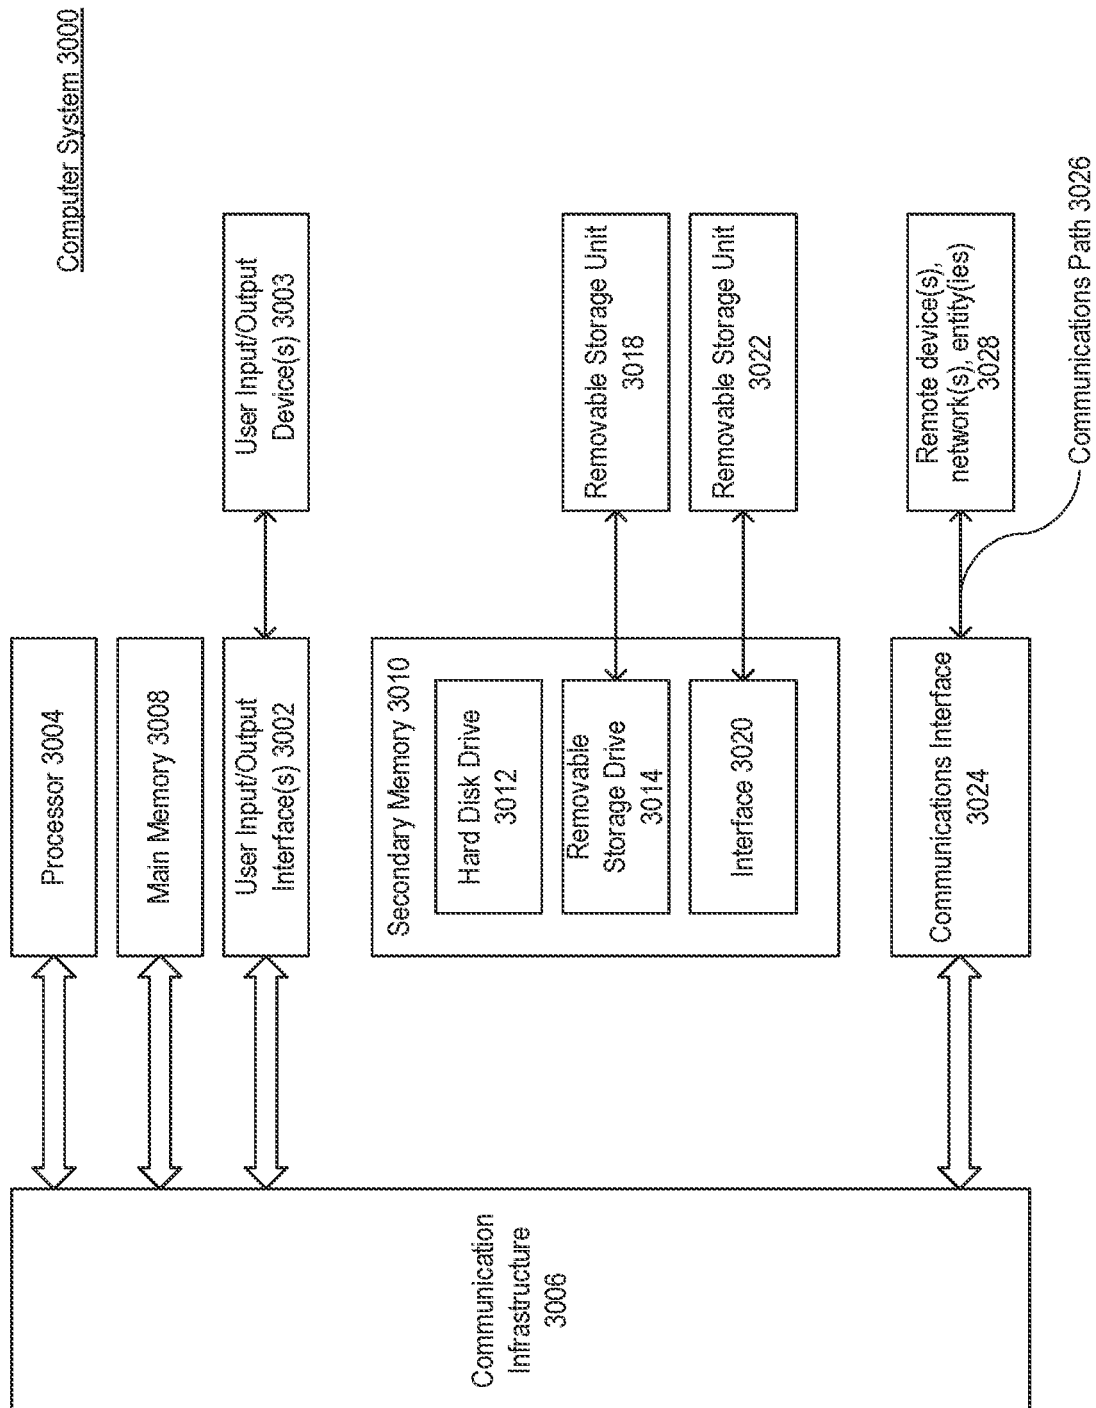 Computer System 3000
Processor 3004
Main Memory 3008
User Input/Output
Interface(s) 3002
User Input/Output
Device(s) 3003
Communication
Infrastructure
3006
Secondary Memory 3010
Hard Disk Drive
3012
Removable
Storage Drive
3014
Interface 3020
Removable Storage Unit
3018
Removable Storage Unit
3022
Communications Interface
3024
Remote device(s),
network(s), entity(ies)
3028
Communications Path 3026